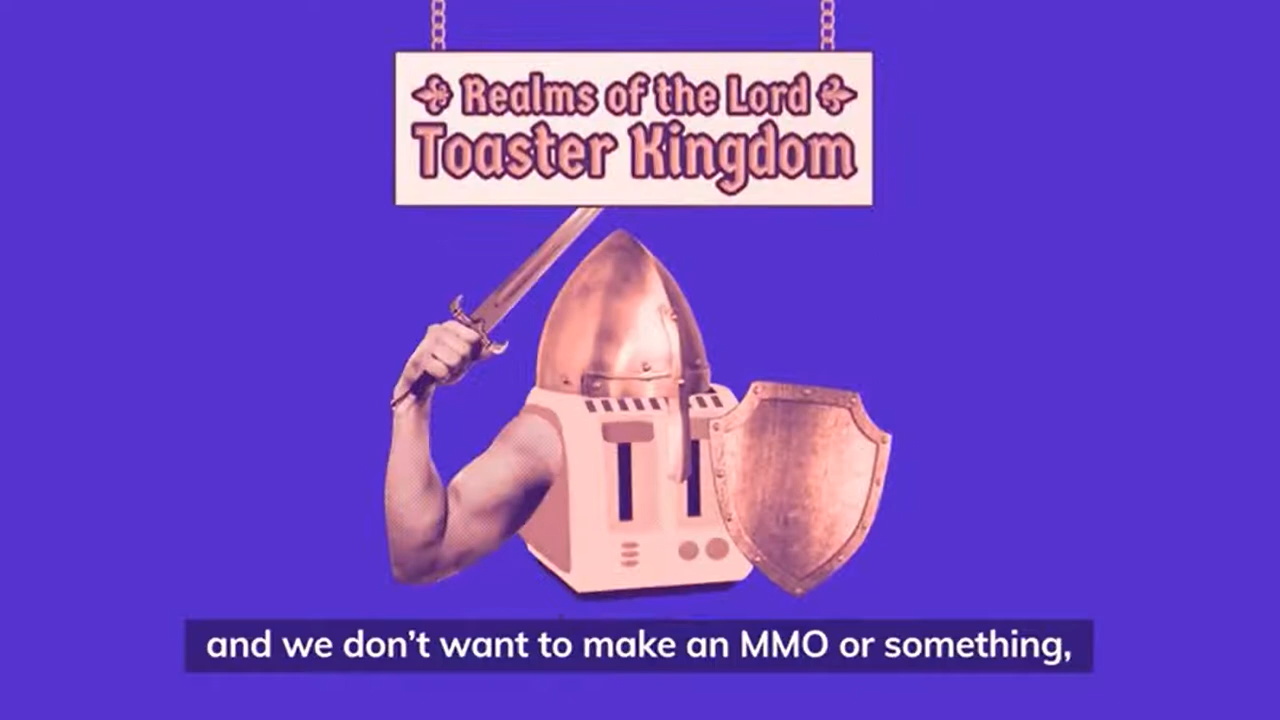 Realms of the Lord
Toaster Kingdom
and we don't want to make an MMO or something,